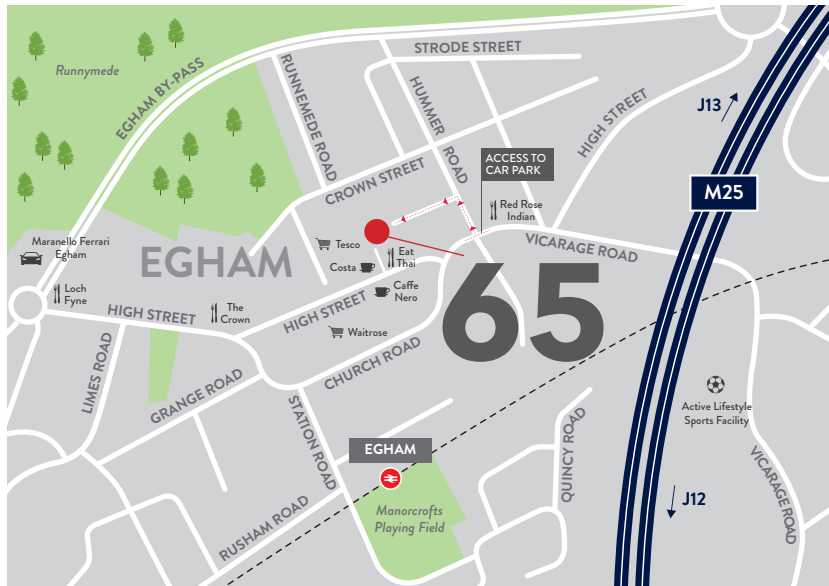 STRODE STREET
Runnymede
EGHAM BY-PASS
RUNNEMEDE ROAD
HUMMER ROAD
HIGH STREET
J13
M25
CROWN STREET
ACCESS TO
CAR PARK
Red Rose
Indian
Maranello Ferrari
Egham
EGHAM
Tesco
Costa
Eat
Thai
VICARAGE ROAD
Loch
Fyne
HIGH STREET
The
Crown
HIGH STREET
Caffe
Nero
65
Waitrose
LIMES ROAD
GRANGE ROAD
CHURCH ROAD
STATION ROAD
Active Lifestyle
Sports Facility
EGHAM
QUINCY ROAD
VICARAGE ROAD
J12
Manorcrofts
Playing Field
RUSHAM ROAD